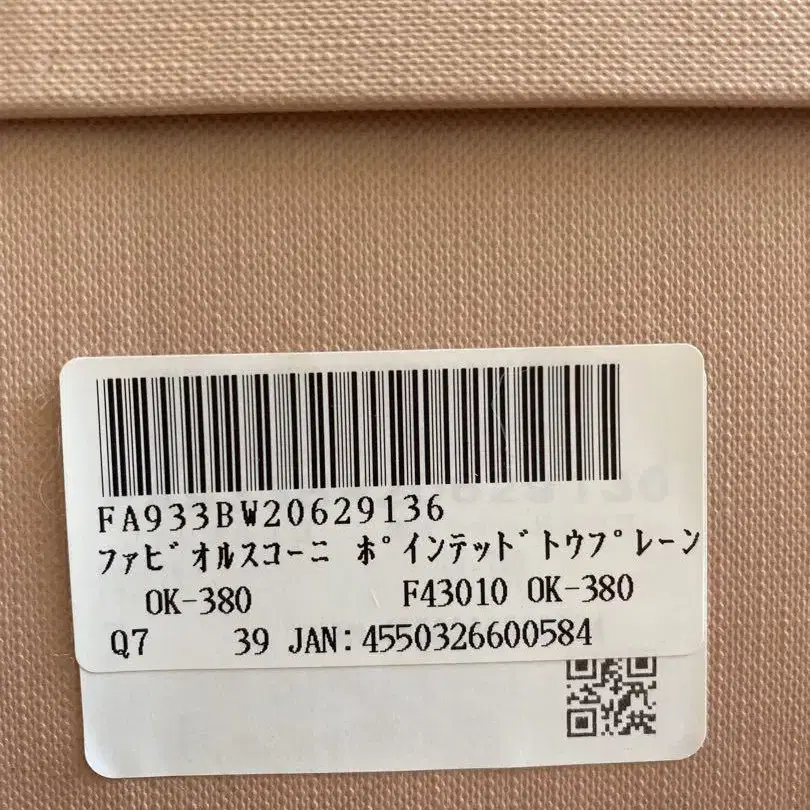 FA933BW20629136
ﾌｧﾋﾞｵﾙｽｺｰﾆ ﾎﾟｲﾝﾃｯﾄﾞﾄｳﾌﾟﾚｰﾝ
OK-380 F43010 OK-380
Q7 39 JAN:4550326600584